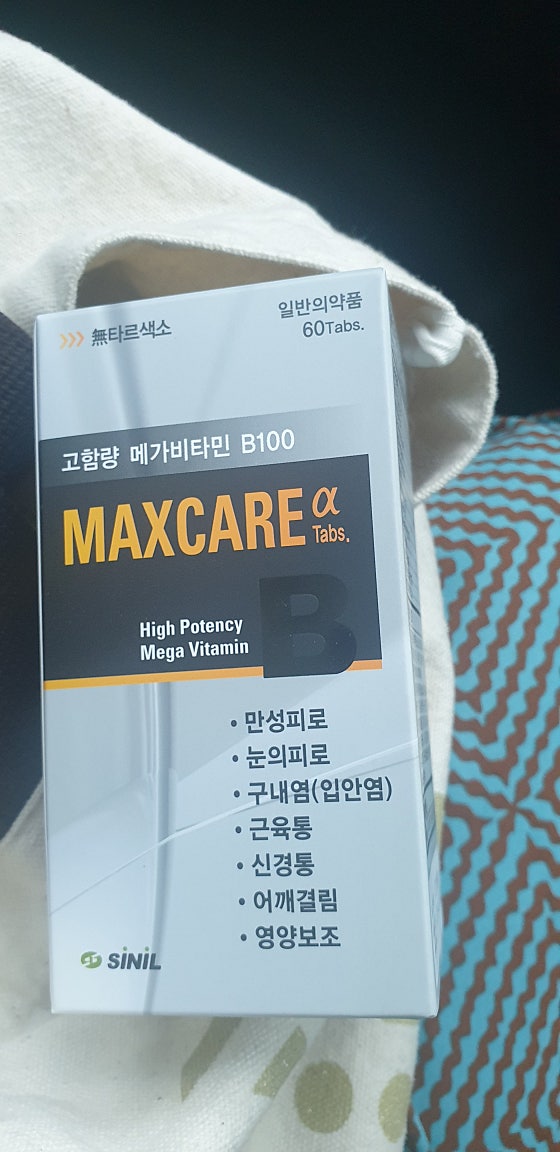 》》》 無타르색소
일반의약품
60Tabs.
고함량 메가비타민 B100
MAXCARE α
Tabs.
B
High Potency
Mega Vitamin
• 만성피로
• 눈의피로
• 구내염(입안염)
• 근육통
• 신경통
• 어깨결림
• 영양보조
SINIL